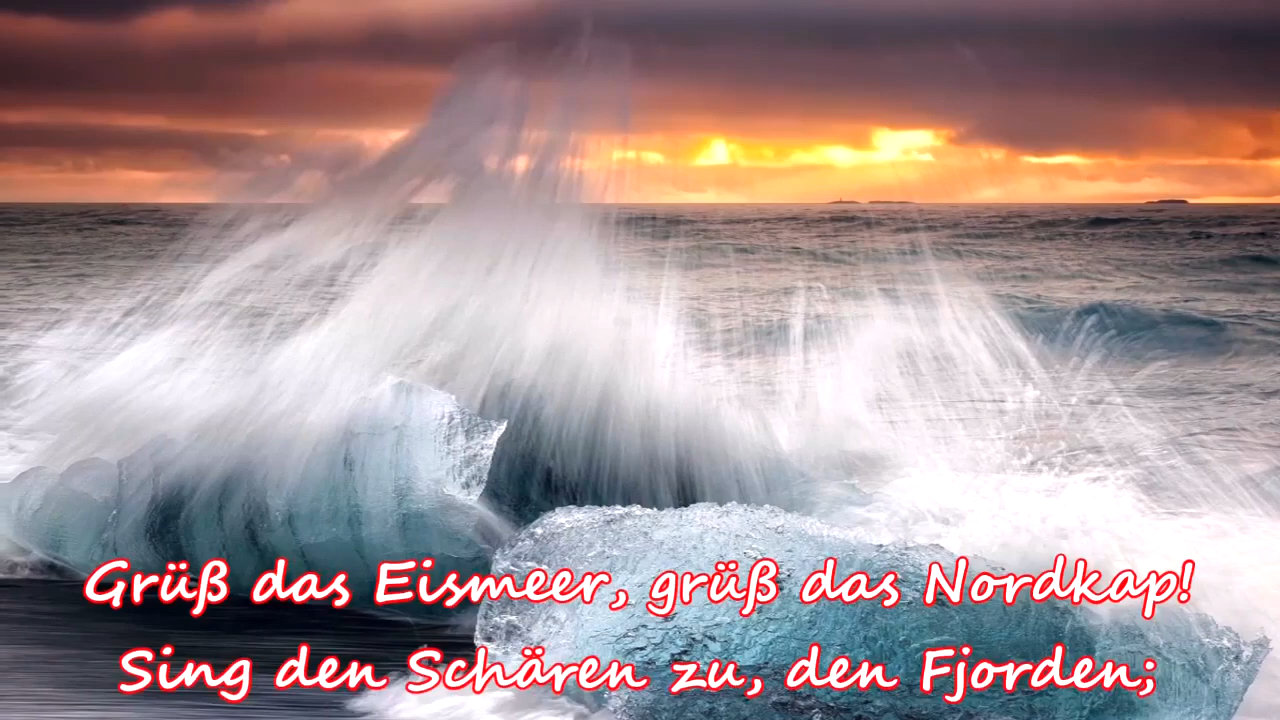 Grüß das Eismeer, grüß das Nordkap!
Sing den Schären zu, den Fjorden;